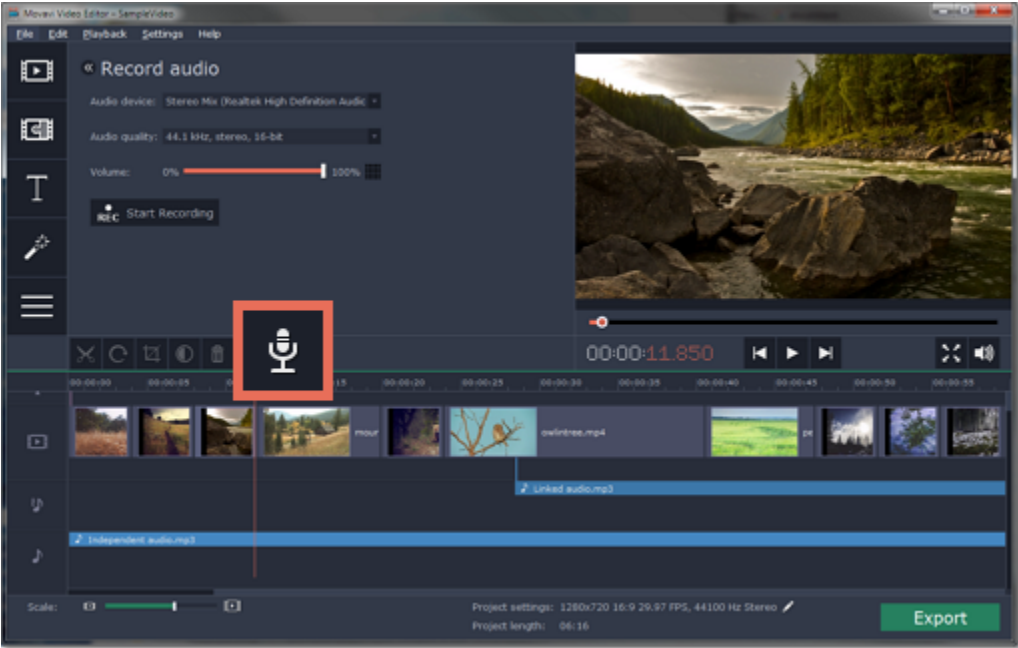 Movavi Video Editor - SampleVideo
File Edit Playback Settings Help
« Record audio
Audio device: Stereo Mix (Realtek High Definition Audic
Audio quality: 44.1 kHz, stereo, 16-bit
Volume: 0% 100%
REC Start Recording
T
00:00:11.850
00:00:00 00:00:05 15 00:00:20 00:00:25 00:00:30 00:00:35 00:00:40 00:00:45 00:00:50 00:00:55
mour owlintree.mp4 pe
Linked audio.mp3
Independent audio.mp3
Scale:
Project settings: 1280x720 16:9 29.97 FPS, 44100 Hz Stereo
Project length: 06:16
Export